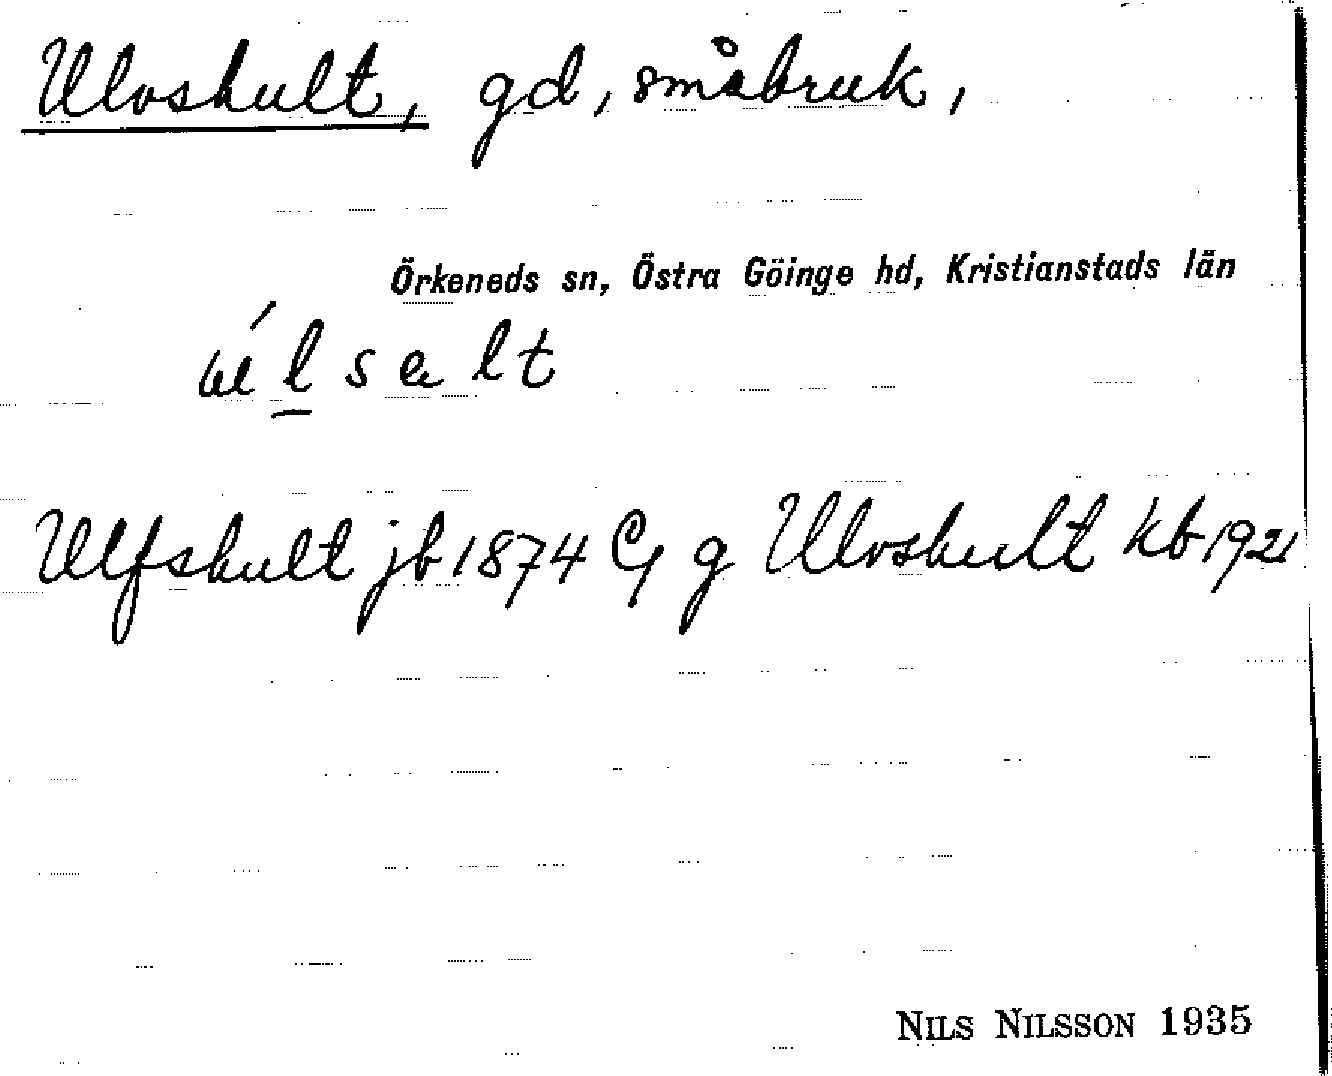 Ulvshult, gd, småbruk,
Örkeneds sn, Östra Göinge hd, Kristianstads län
Ulfshult jb 1874 Cg g Ulvshult kb 1921
NILS NILSSON 1935